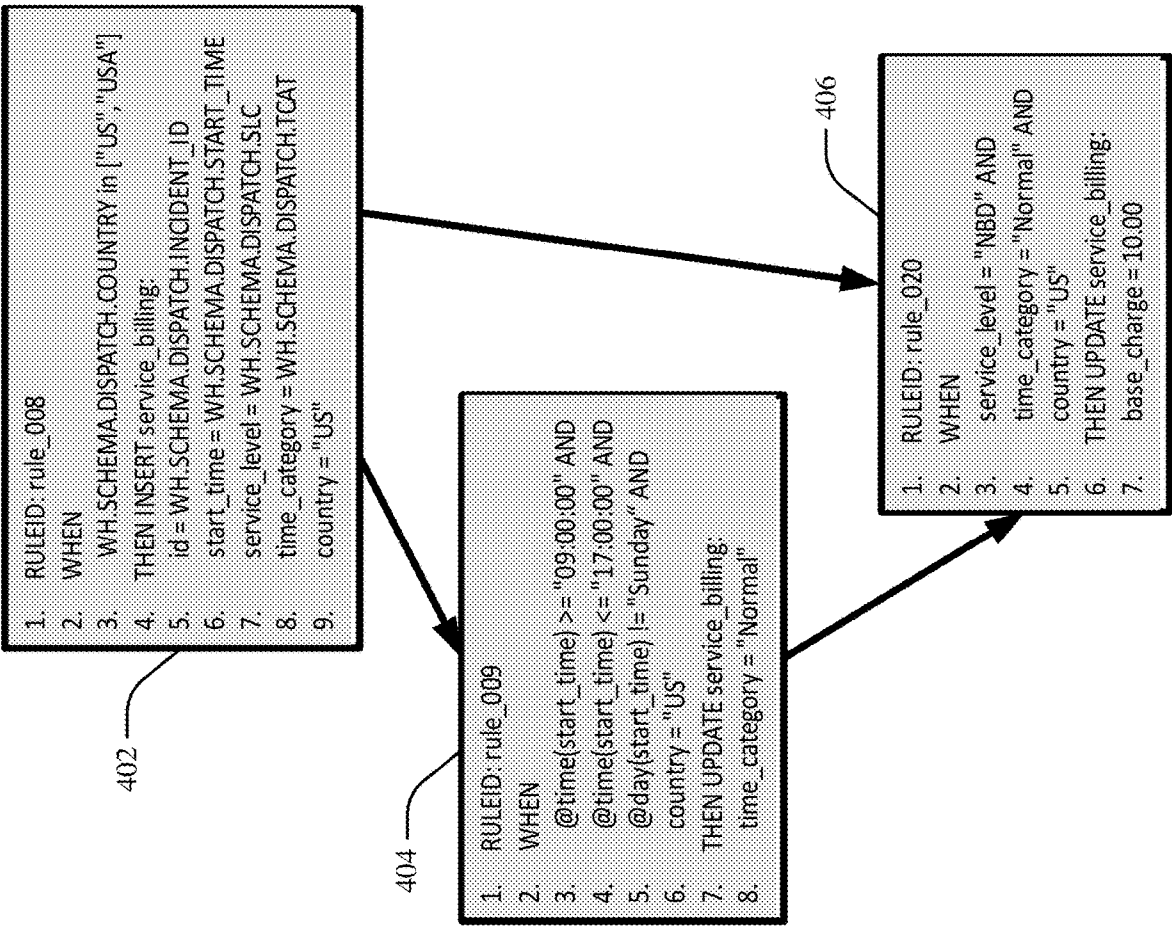 402
1. RULEID: rule_008
2. WHEN
3. WH.SCHEMA.DISPATCH.COUNTRY in ["US","USA"]
4. THEN INSERT service_billing:
5. id = WH.SCHEMA.DISPATCH.INCIDENT_ID
6. start_time = WH.SCHEMA.DISPATCH.START_TIME
7. service_level = WH.SCHEMA.DISPATCH.SLC
8. time_category = WH.SCHEMA.DISPATCH.TCAT
9. country = "US"
404
1. RULEID: rule_009
2. WHEN
3. @time(start_time) >= "09:00:00" AND
4. @time(start_time) <= "17:00:00" AND
5. @day(start_time) != "Sunday" AND
6. country = "US"
7. THEN UPDATE service_billing:
8. time_category = "Normal"
406
1. RULEID: rule_020
2. WHEN
3. service_level = "NBD" AND
4. time_category = "Normal" AND
5. country = "US"
6. THEN UPDATE service_billing:
7. base_charge = 10.00